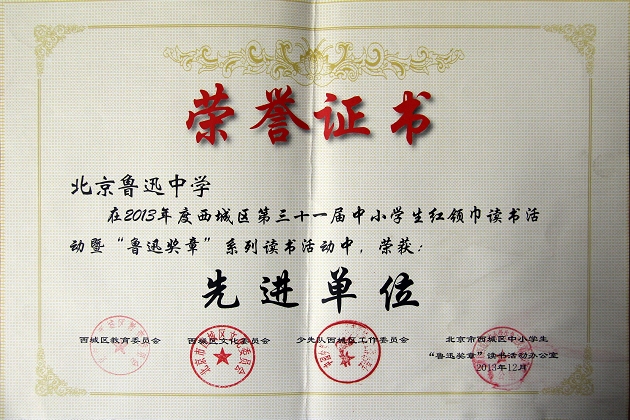 荣誉证书
北京鲁迅中学
在2013年度西城区第三十一届中小学生红领巾读书活
动暨“鲁迅奖章”系列读书活动中，荣获：
先进单位
西城区教育委员会 西城区文化委员会 少先队西城区工作委员会 北京市西城区中小学生
“鲁迅奖章”读书活动办公室
2013年12月